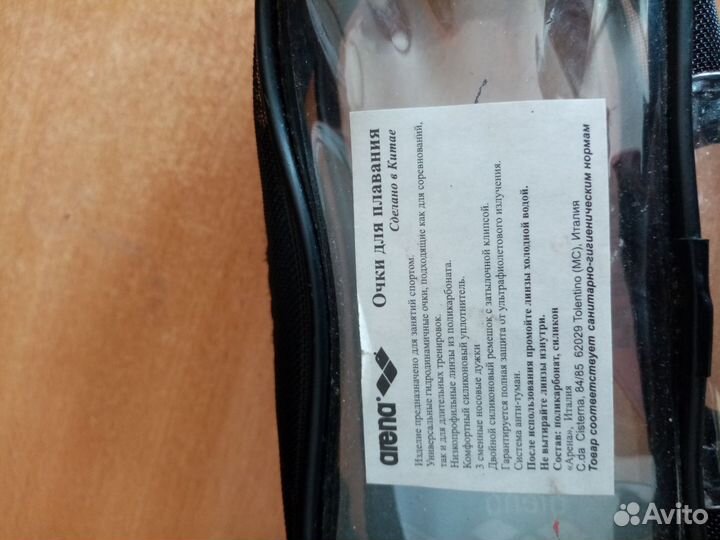 arena
Очки для плавания
Сделано в Китае
Изделие предназначено для занятий спортом.
Универсальные гидродинамичные очки, подходящие как для соревнований,
так и для длительных тренировок.
Низкопрофильные линзы из поликарбоната.
Комфортный силиконовый уплотнитель.
3 сменные носовые дужки
Двойной силиконовый ремешок с затылочной клипсой.
Гарантируется полная защита от ультрафиолетового излучения.
Система анти-туман.
После использования промойте линзы холодной водой.
Не вытирайте линзы изнутри.
Состав: поликарбонат, силикон
«Арена», Италия
C.da Cisterna, 84/85 62029 Tolentino (MC), Италия
Товар соответствует санитарно-гигиеническим нормам
arena
Avito